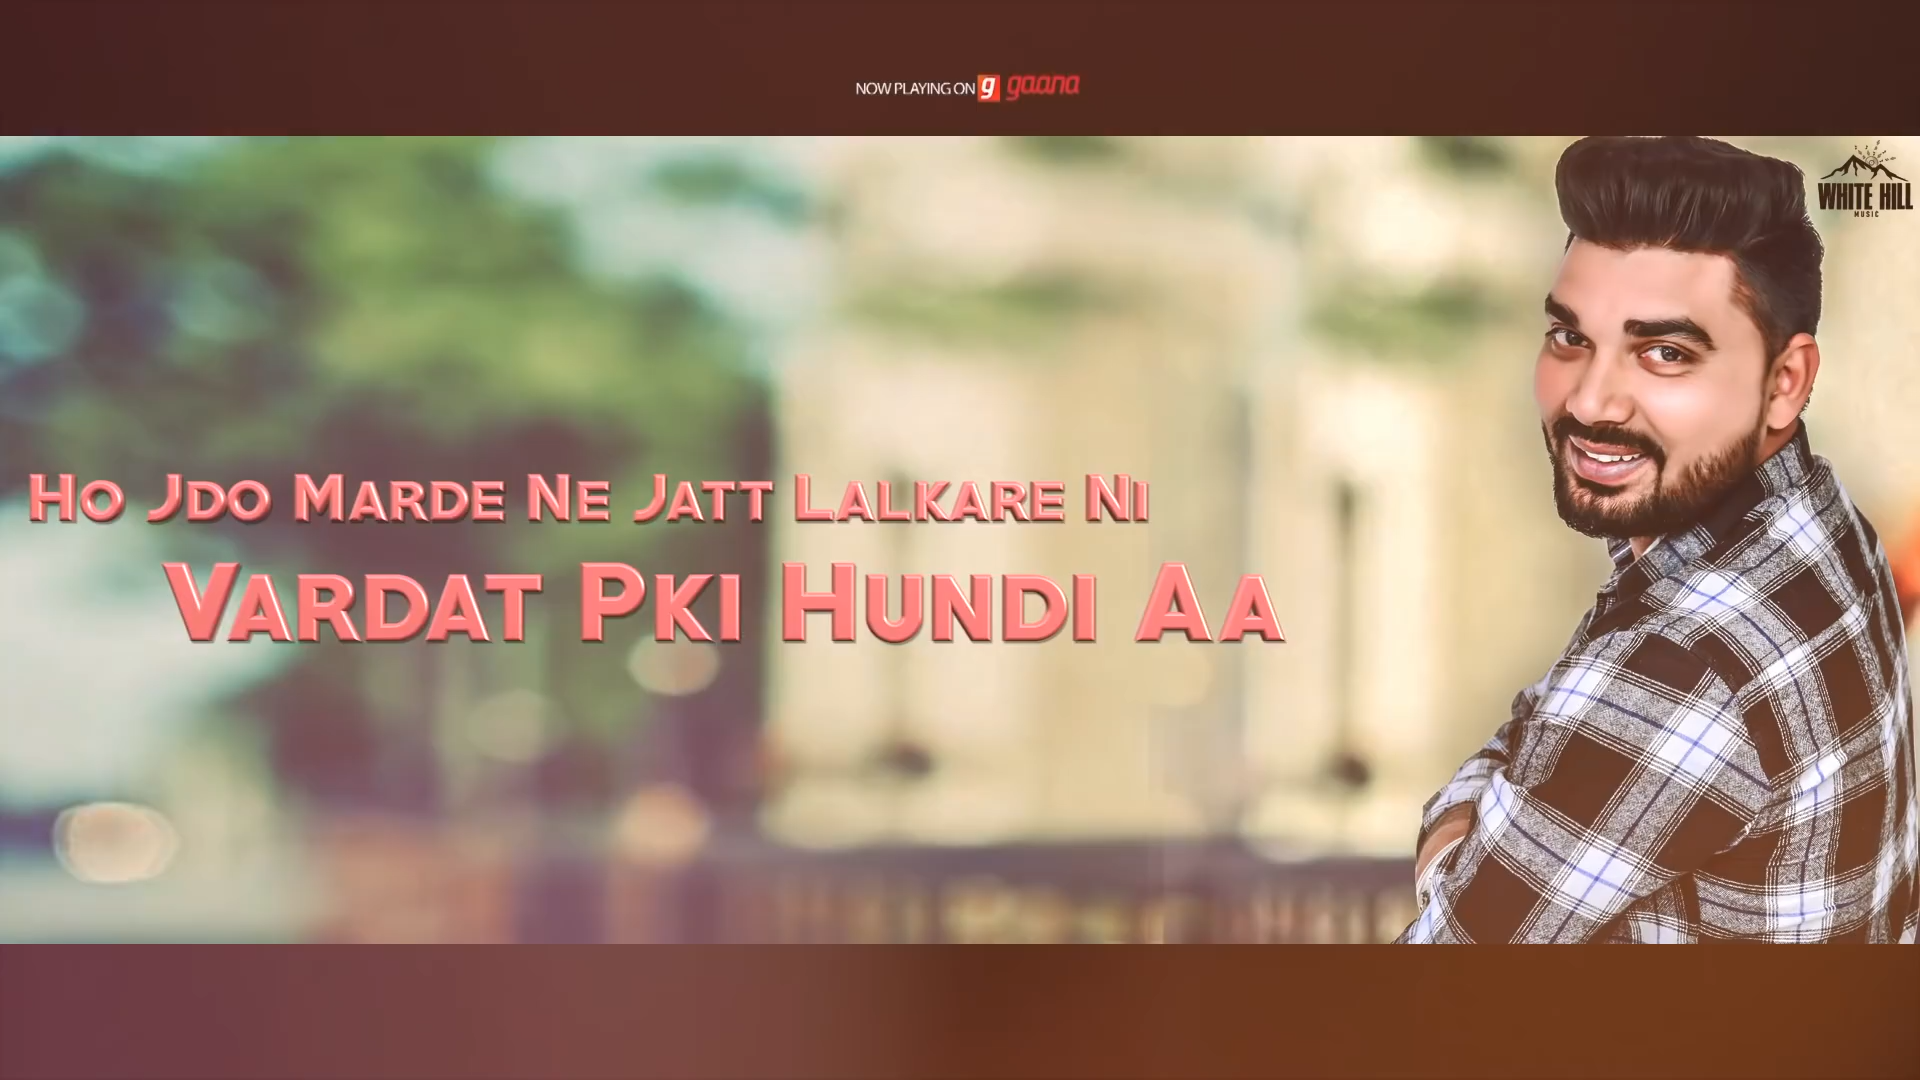 NOW PLAYING ON g gaana
WHITE HILL
MUSIC
Ho Jdo Marde Ne Jatt Lalkare Ni
Vardat Pki Hundi Aa